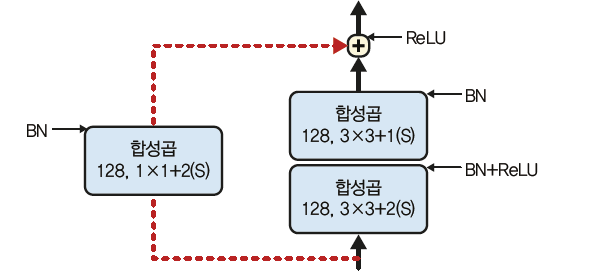 ReLU
BN
합성곱
128, 3×3+1(S)
BN
합성곱
128, 1×1+2(S)
BN+ReLU
합성곱
128, 3×3+2(S)